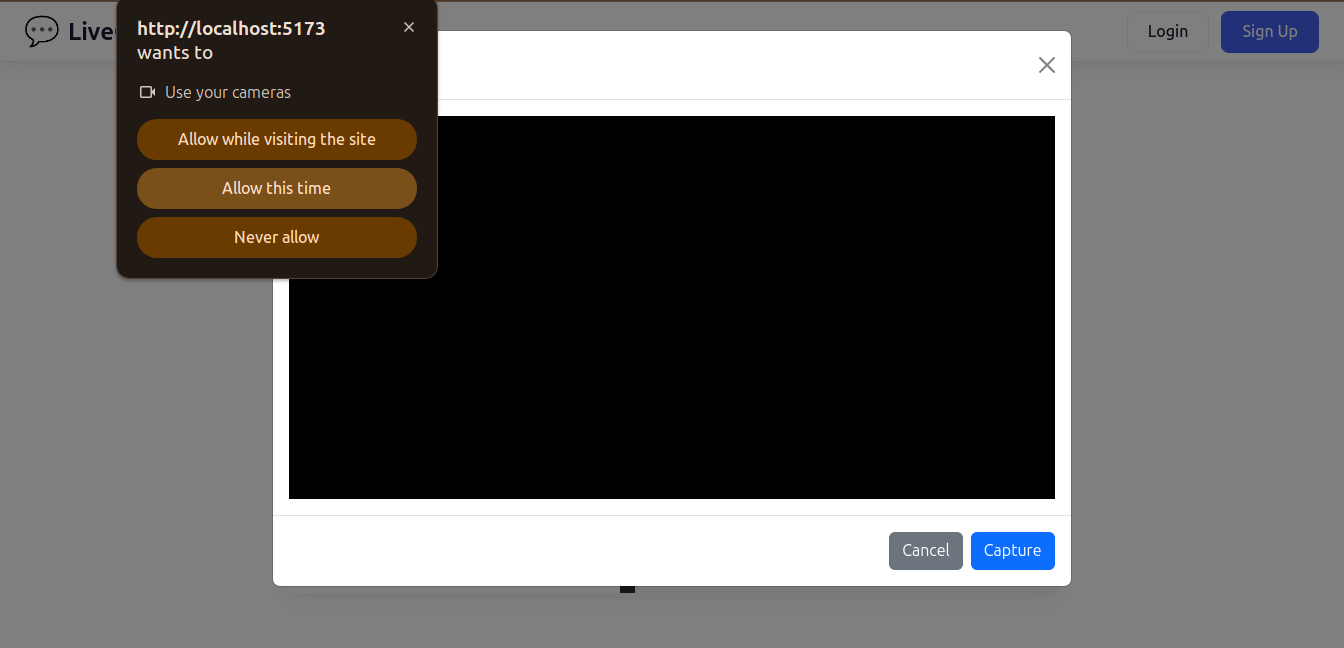 http://localhost:5173
wants to
Use your cameras
Allow while visiting the site
Allow this time
Never allow
Live
Login
Sign Up
Cancel
Capture